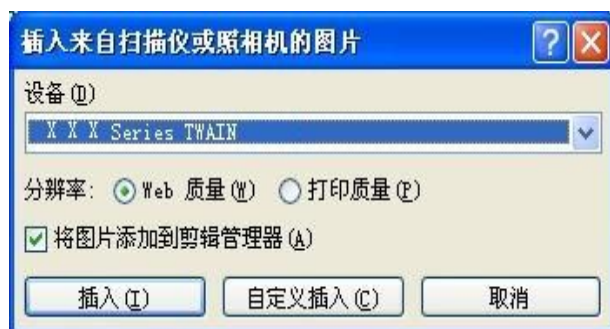 插入来自扫描仪或照相机的图片
设备(D)
X X X Series TWAIN
分辨率: Web 质量(W) 打印质量(P)
将图片添加到剪辑管理器(A)
插入(I) 自定义插入(C) 取消